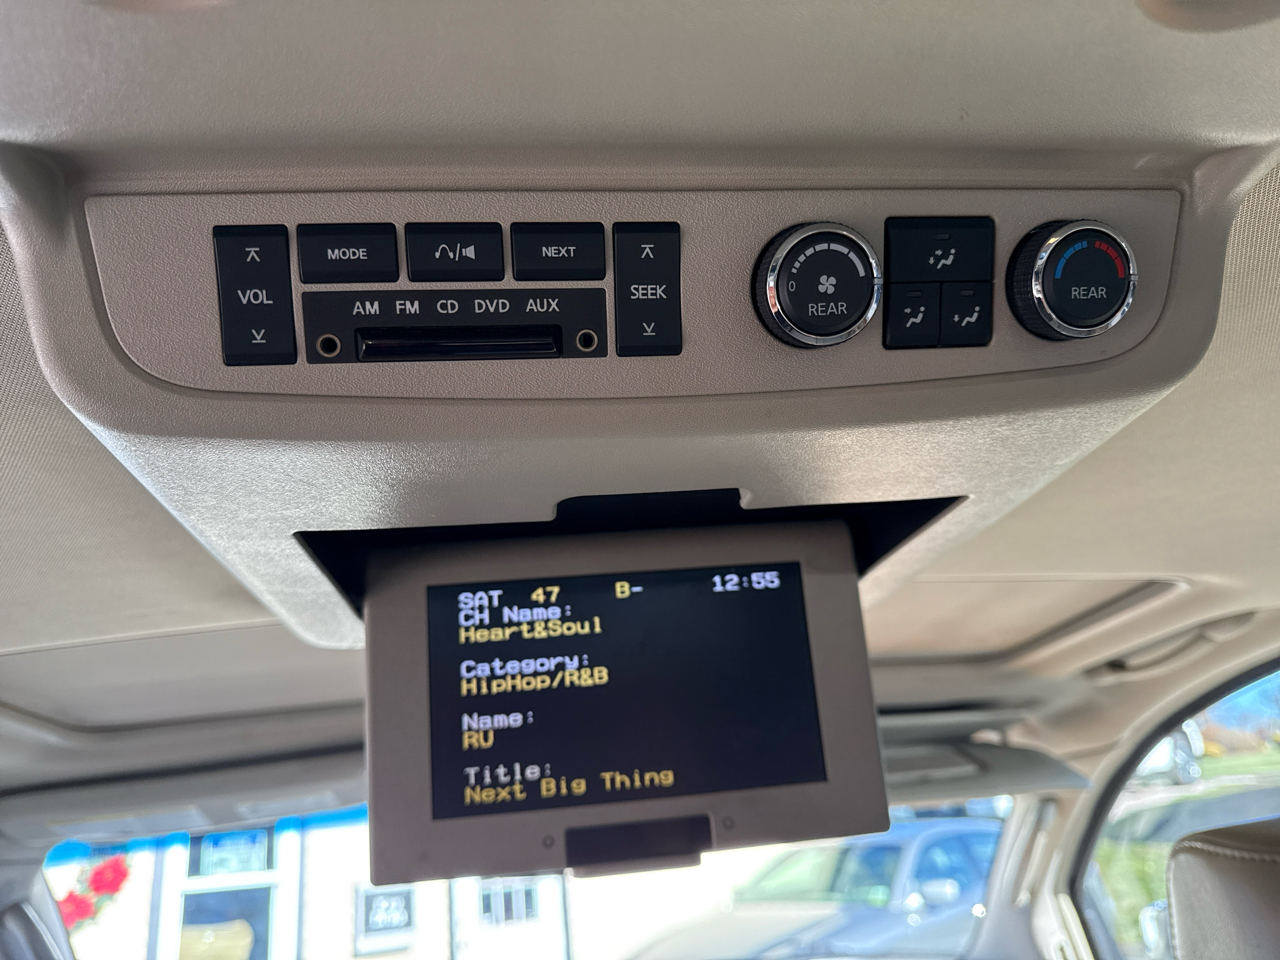 VOL
MODE
NEXT
SEEK
AM FM CD DVD AUX
0
REAR
REAR
SAT 47 B- 12:55
CH Name:
Heart&Soul
Category:
HipHop/R&B
Name:
RV
Title:
Next Big Thing